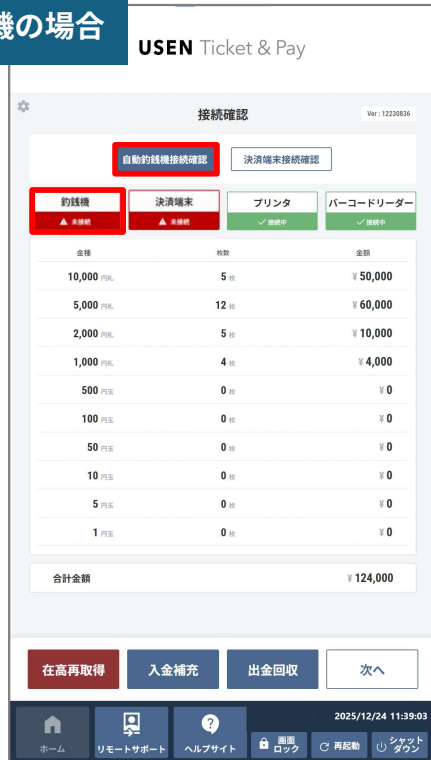 機の場合
USEN Ticket & Pay
接続確認
Ver : 12230836
自動釣銭機接続確認 決済端末接続確認
釣銭機 決済端末 プリンタ バーコードリーダー
未接続 未接続 接続中 接続中
金種 枚数 金額
10,000 円札 5 枚 ¥ 50,000
5,000 円札 12 枚 ¥ 60,000
2,000 円札 5 枚 ¥ 10,000
1,000 円札 4 枚 ¥ 4,000
500 円玉 0 枚 ¥ 0
100 円玉 0 枚 ¥ 0
50 円玉 0 枚 ¥ 0
10 円玉 0 枚 ¥ 0
5 円玉 0 枚 ¥ 0
1 円玉 0 枚 ¥ 0
合計金額 ¥ 124,000
在高再取得 入金補充 出金回収 次へ
2025/12/24 11:39:03
ホーム リモートサポート ヘルプサイト 画面ロック 再起動 シャットダウン